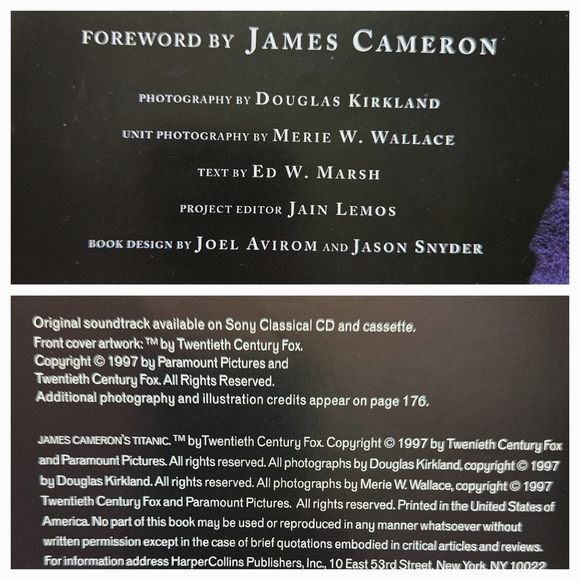 FOREWORD BY JAMES CAMERON
PHOTOGRAPHY BY DOUGLAS KIRKLAND
UNIT PHOTOGRAPHY BY MERIE W. WALLACE
TEXT BY ED W. MARSH
PROJECT EDITOR JAIN LEMOS
BOOK DESIGN BY JOEL AVIROM AND JASON SNYDER
Original soundtrack available on Sony Classical CD and cassette.
Front cover artwork: ™ by Twentieth Century Fox.
Copyright © 1997 by Paramount Pictures and
Twentieth Century Fox. All Rights Reserved.
Additional photography and illustration credits appear on page 176.
JAMES CAMERON'S TITANIC. ™ by Twentieth Century Fox. Copyright © 1997 by Twenieth Century Fox
and Paramount Pictures. All rights reserved. All photographs by Douglas Kirkland, copyright © 1997
by Douglas Kirkland. All rights reserved. All photographs by Merie W. Wallace, copyright © 1997
Twentieth Century Fox and Paramount Pictures. All rights reserved. Printed in the United States of
America. No part of this book may be used or reproduced in any manner whatsoever without
written permission except in the case of brief quotations embodied in critical articles and reviews.
For information address HarperCollins Publishers, Inc., 10 East 53rd Street, New York, NY 10022